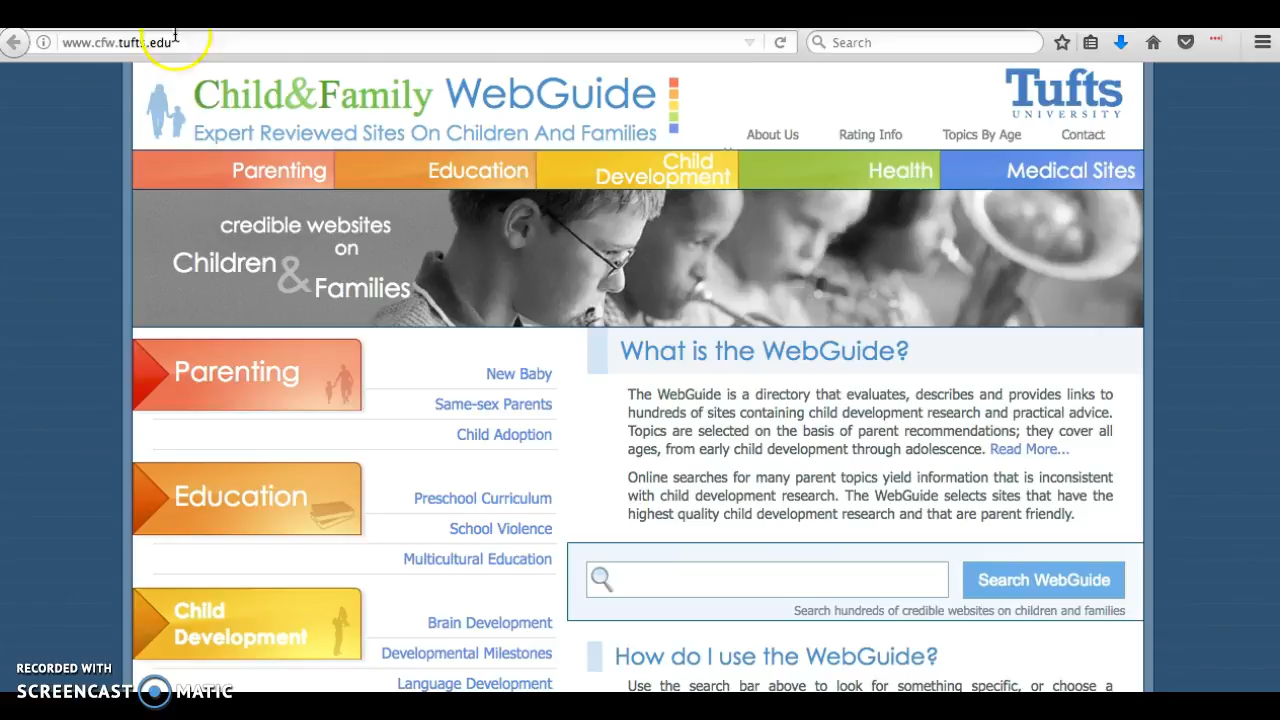 www.cfw.tufts.edu
Search
Child&Family WebGuide
Expert Reviewed Sites On Children And Families
Tufts
UNIVERSITY
About Us
Rating Info
Topics By Age
Contact
Parenting
Education
Child
Development
Health
Medical Sites
credible websites
on
Children
&
Families
Parenting
New Baby
Same-sex Parents
Child Adoption
Education
Preschool Curriculum
School Violence
Multicultural Education
Child
Development
Brain Development
Developmental Milestones
Language Development
What is the WebGuide?
The WebGuide is a directory that evaluates, describes and provides links to
hundreds of sites containing child development research and practical advice.
Topics are selected on the basis of parent recommendations; they cover all
ages, from early child development through adolescence. Read More...
Online searches for many parent topics yield information that is inconsistent
with child development research. The WebGuide selects sites that have the
highest quality child development research and that are parent friendly.
Search WebGuide
Search hundreds of credible websites on children and families
How do I use the WebGuide?
Use the search bar above to look for something specific, or choose a
RECORDED WITH
SCREENCAST MATIC